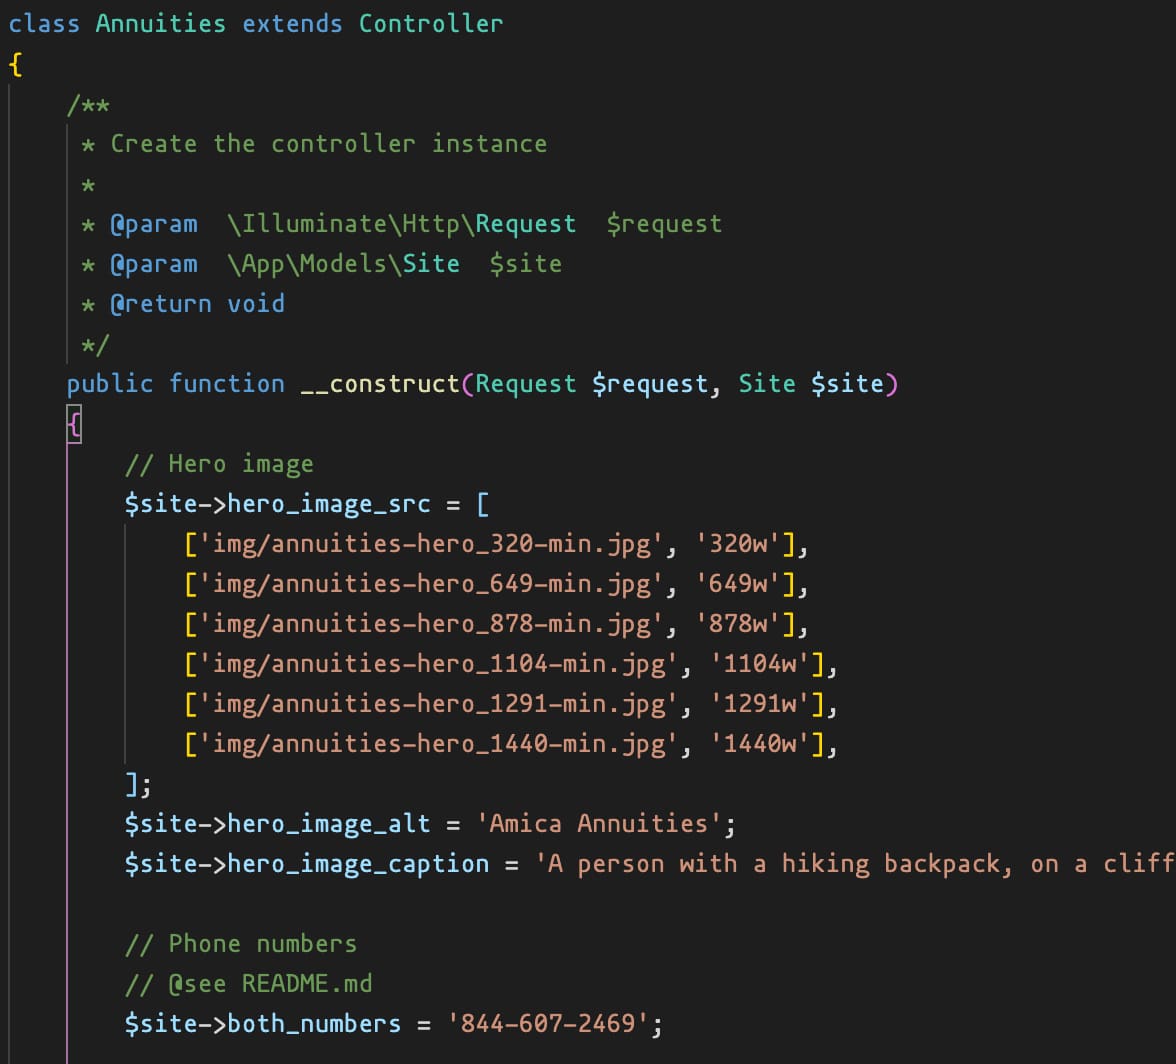 class Annuities extends Controller
{
    /**
     * Create the controller instance
     *
     * @param  \Illuminate\Http\Request  $request
     * @param  \App\Models\Site  $site
     * @return void
     */
    public function __construct(Request $request, Site $site)
    {
        // Hero image
        $site->hero_image_src = [
            ['img/annuities-hero_320-min.jpg', '320w'],
            ['img/annuities-hero_649-min.jpg', '649w'],
            ['img/annuities-hero_878-min.jpg', '878w'],
            ['img/annuities-hero_1104-min.jpg', '1104w'],
            ['img/annuities-hero_1291-min.jpg', '1291w'],
            ['img/annuities-hero_1440-min.jpg', '1440w'],
        ];
        $site->hero_image_alt = 'Amica Annuities';
        $site->hero_image_caption = 'A person with a hiking backpack, on a cliff
        // Phone numbers
        // @see README.md
        $site->both_numbers = '844-607-2469';